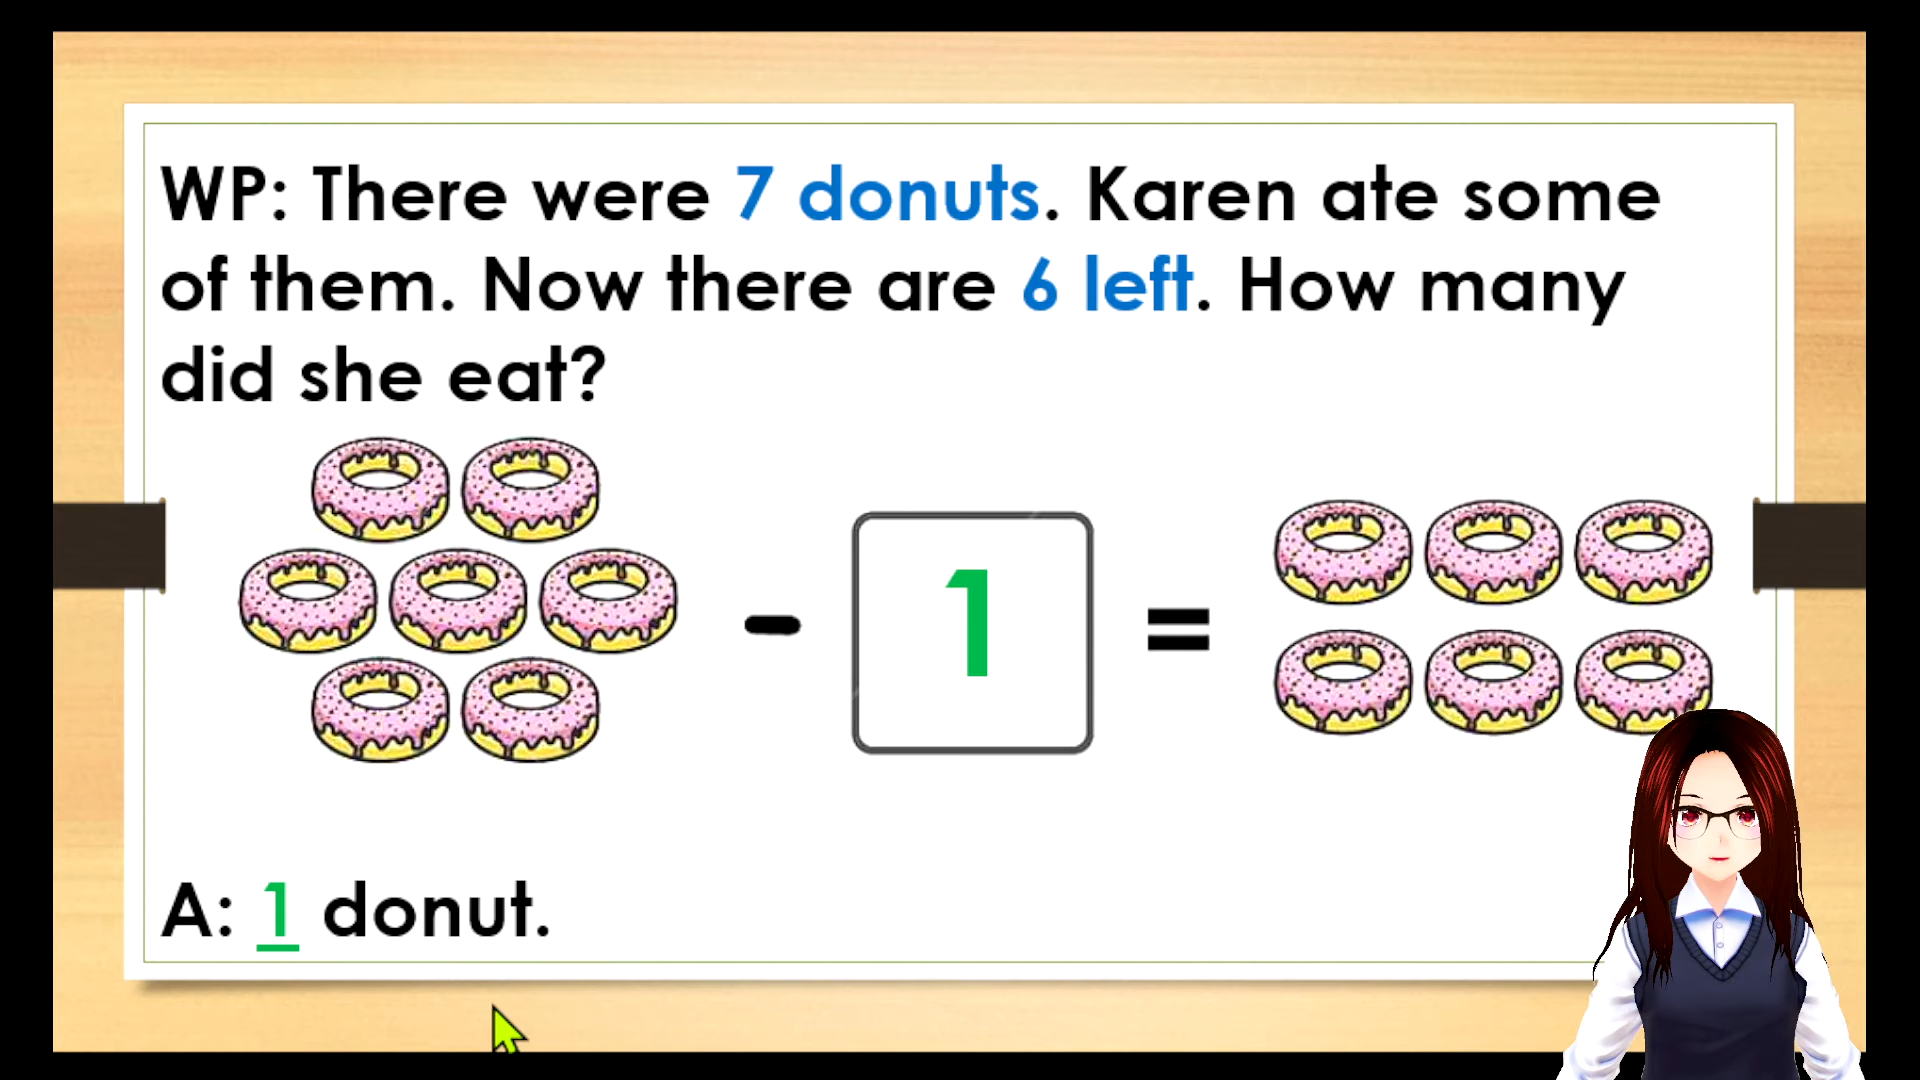 WP: There were 7 donuts. Karen ate some
of them. Now there are 6 left. How many
did she eat?
- 1 =
A: 1 donut.